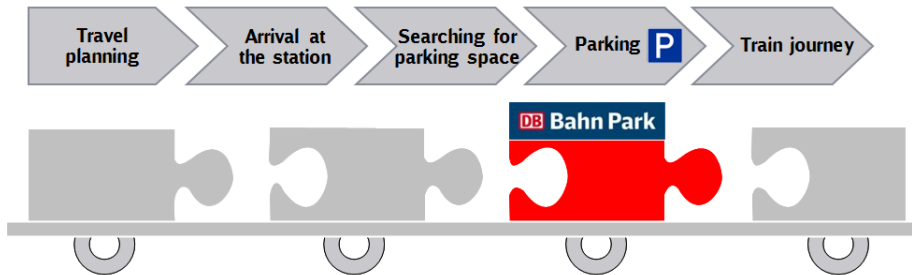 Travel
planning
Arrival at
the station
Searching for
parking space
Parking P
Train journey
DB Bahn Park